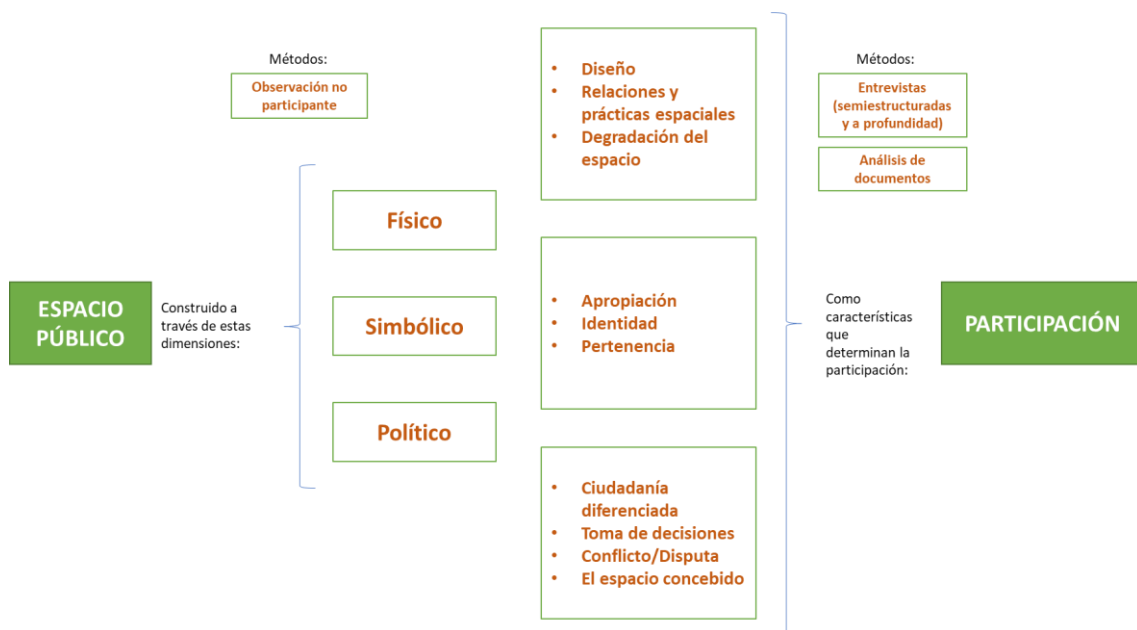 Métodos:
Observación no
participante
ESPACIO
PÚBLICO
Construido a
través de estas
dimensiones:
Físico
Simbólico
Político
• Diseño
• Relaciones y
prácticas espaciales
• Degradación del
espacio
• Apropiación
• Identidad
• Pertenencia
• Ciudadanía
diferenciada
• Toma de decisiones
• Conflicto/Disputa
• El espacio concebido
Métodos:
Entrevistas
(semiestructuradas
y a profundidad)
Análisis de
documentos
Como
características
que
determinan la
participación:
PARTICIPACIÓN